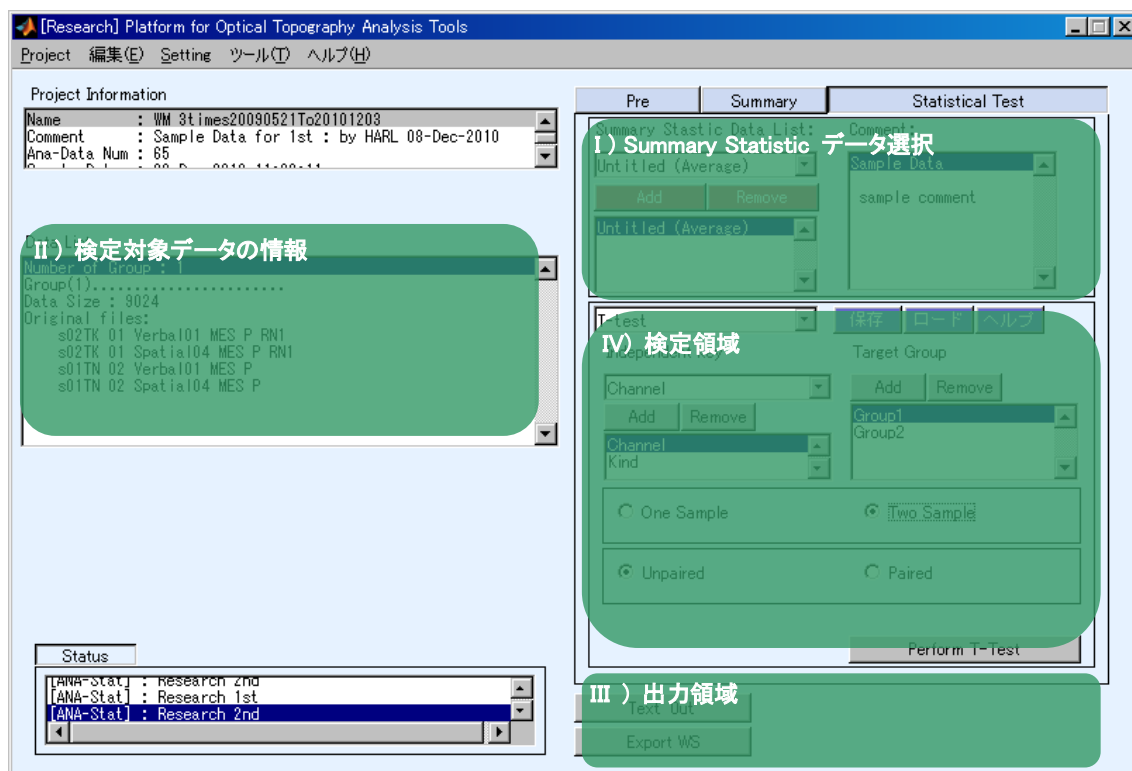 [Research] Platform for Optical Topography Analysis Tools
Project 編集(E) Setting ツール(T) ヘルプ(H)
Project Information
Name : WM 3times20090521To20101203
Comment : Sample Data for 1st : by HARL 08-Dec-2010
Ana-Data Num : 65
Pre Summary Statistical Test
Summary Stastic Data List:
Comment:
I ) Summary Statistic データ選択
Untitled (Average)
Sample Data
Add Remove
sample comment
Untitled (Average)
II ) 検定対象データの情報
Number of Group : 1
Group(1).......................
Data Size : 9024
Original files:
s02TK 01 Verbal01 MES P RN1
s02TK 01 Spatial04 MES P RN1
s01TN 02 Verbal01 MES P
s01TN 02 Spatial04 MES P
T-test
保存 ロード ヘルプ
IV) 検定領域
Independent Key
Target Group
Channel
Add Remove
Add Remove
Channel
Kind
Group1
Group2
One Sample
Two Sample
Unpaired
Paired
Perform T-Test
Status
[ANA-Stat] : Research 2nd
[ANA-Stat] : Research 1st
[ANA-Stat] : Research 2nd
III ) 出力領域
Text Out
Export WS